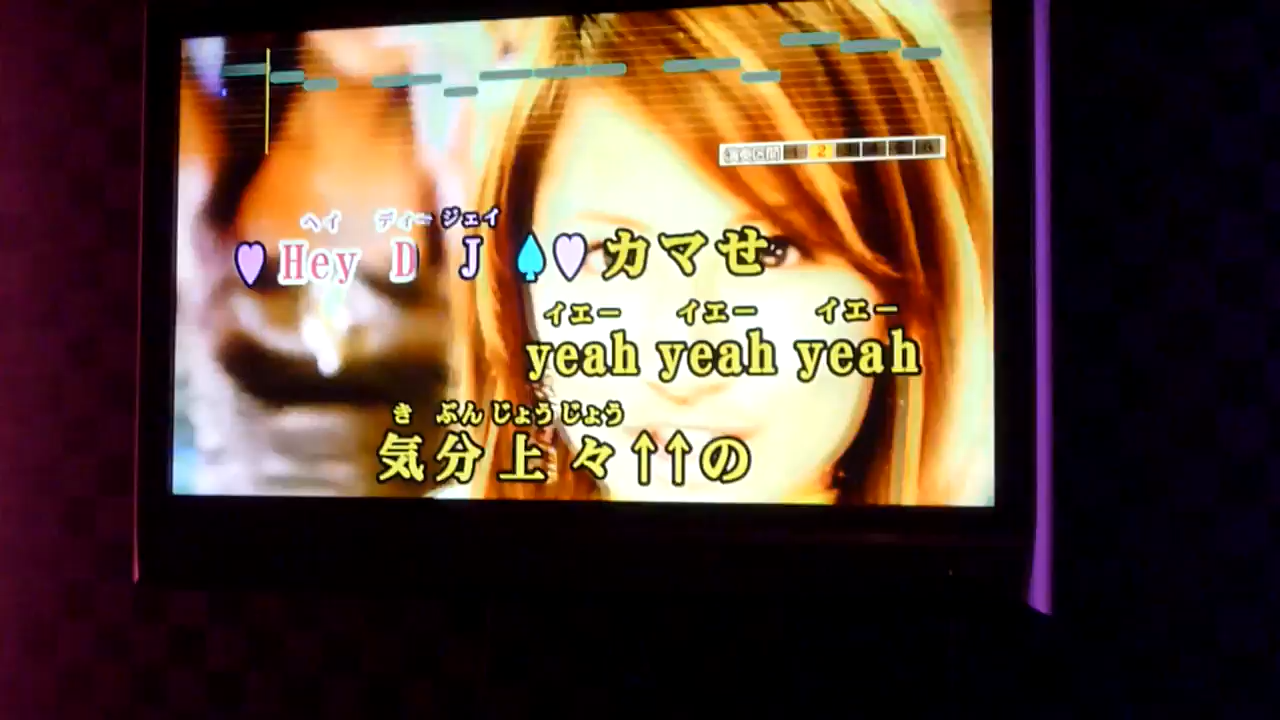 ヘイ ディー ジェイ
♥Hey D J ♠♥カマせ
イエー イエー イエー
yeah yeah yeah
き ぶん じょう じょう
気分上々↑↑の
2